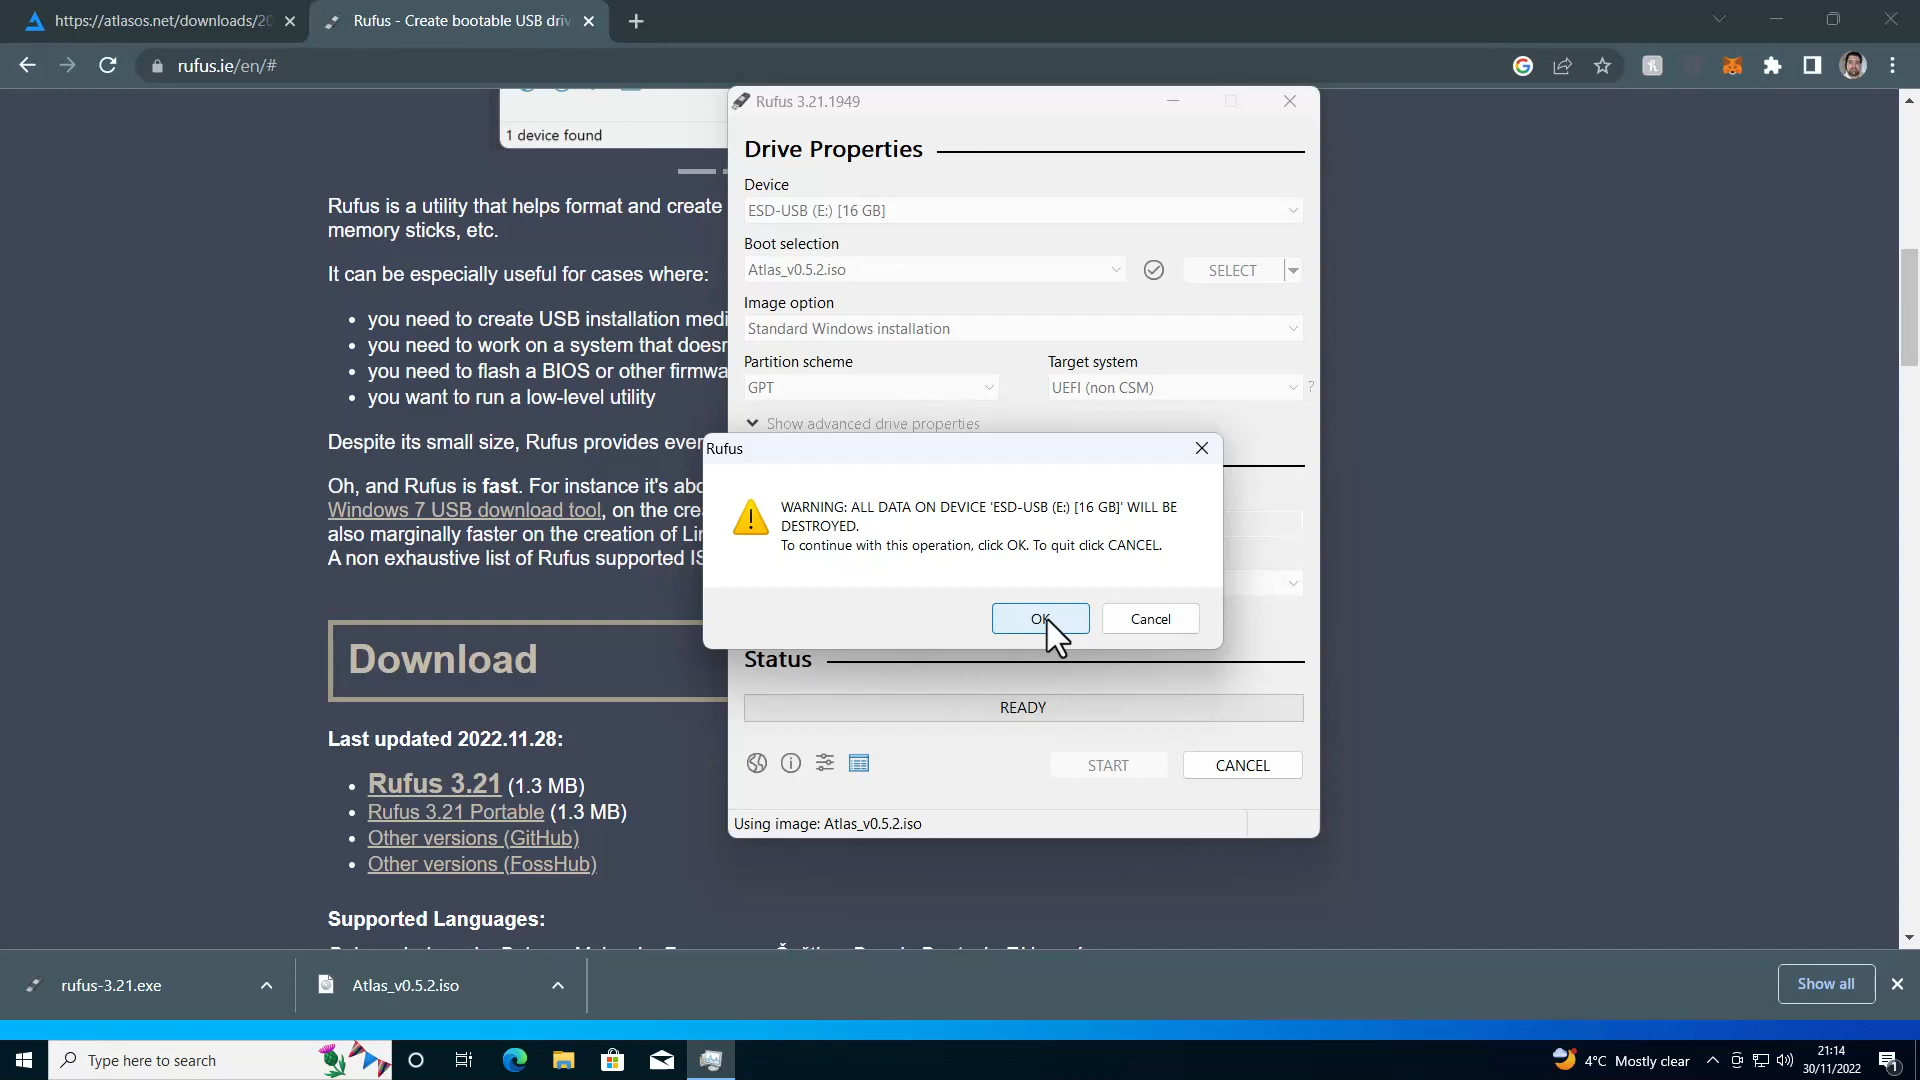 https://atlasos.net/downloads/20
Rufus - Create bootable USB driv
rufus.ie/en/#
1 device found
Rufus is a utility that helps format and create
memory sticks, etc.
It can be especially useful for cases where:
you need to create USB installation medi
you need to work on a system that doesn
you need to flash a BIOS or other firmwa
you want to run a low-level utility
Despite its small size, Rufus provides ever
Oh, and Rufus is fast. For instance it's abo
Windows 7 USB download tool, on the crea
also marginally faster on the creation of Lin
A non exhaustive list of Rufus supported IS
Download
Last updated 2022.11.28:
Rufus 3.21 (1.3 MB)
Rufus 3.21 Portable (1.3 MB)
Other versions (GitHub)
Other versions (FossHub)
Supported Languages:
Rufus 3.21.1949
Drive Properties
Device
ESD-USB (E:) [16 GB]
Boot selection
Atlas_v0.5.2.iso
SELECT
Image option
Standard Windows installation
Partition scheme
Target system
GPT
UEFI (non CSM)
?
Show advanced drive properties
Rufus
WARNING: ALL DATA ON DEVICE 'ESD-USB (E:) [16 GB]' WILL BE
DESTROYED.
To continue with this operation, click OK. To quit click CANCEL.
OK
Cancel
Status
READY
START
CANCEL
Using image: Atlas_v0.5.2.iso
rufus-3.21.exe
Atlas_v0.5.2.iso
Show all
Type here to search
4°C Mostly clear
21:14
30/11/2022
1